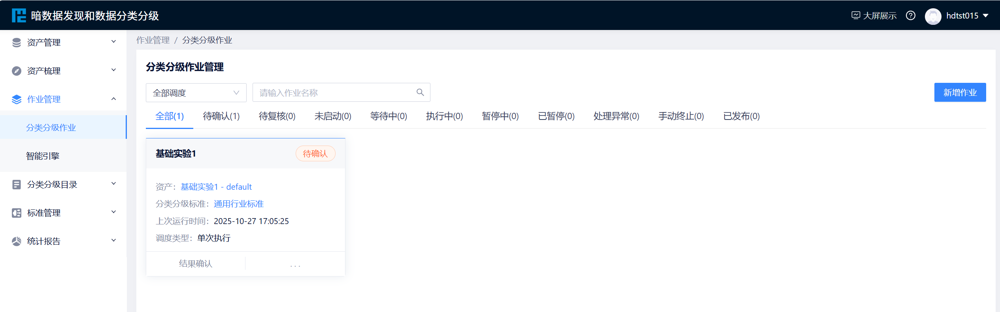 暗数据发现和数据分类分级
大屏展示
hdtst015
资产管理
资产梳理
作业管理
分类分级作业
智能引擎
分类分级目录
标准管理
统计报告
作业管理 / 分类分级作业
分类分级作业管理
全部调度
请输入作业名称
新增作业
全部(1) 待确认(1) 待复核(0) 未启动(0) 等待中(0) 执行中(0) 暂停中(0) 已暂停(0) 处理异常(0) 手动终止(0) 已发布(0)
基础实验1 待确认
资产：基础实验1 - default
分类分级标准：通用行业标准
上次运行时间：2025-10-27 17:05:25
调度类型：单次执行
结果确认 ...